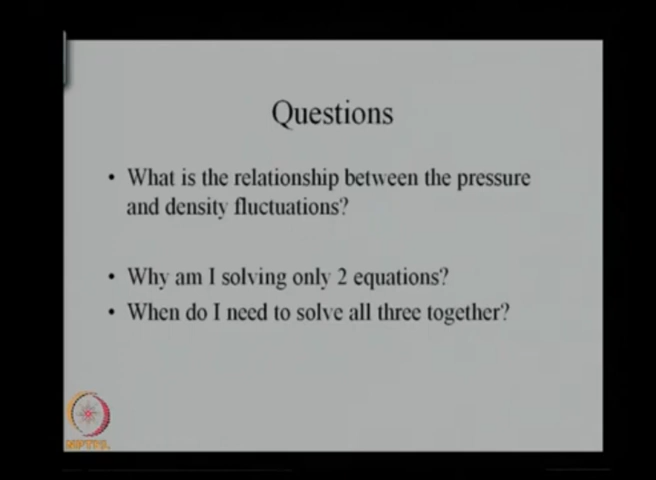 Questions
• What is the relationship between the pressure
and density fluctuations?
• Why am I solving only 2 equations?
• When do I need to solve all three together?
NPTEL